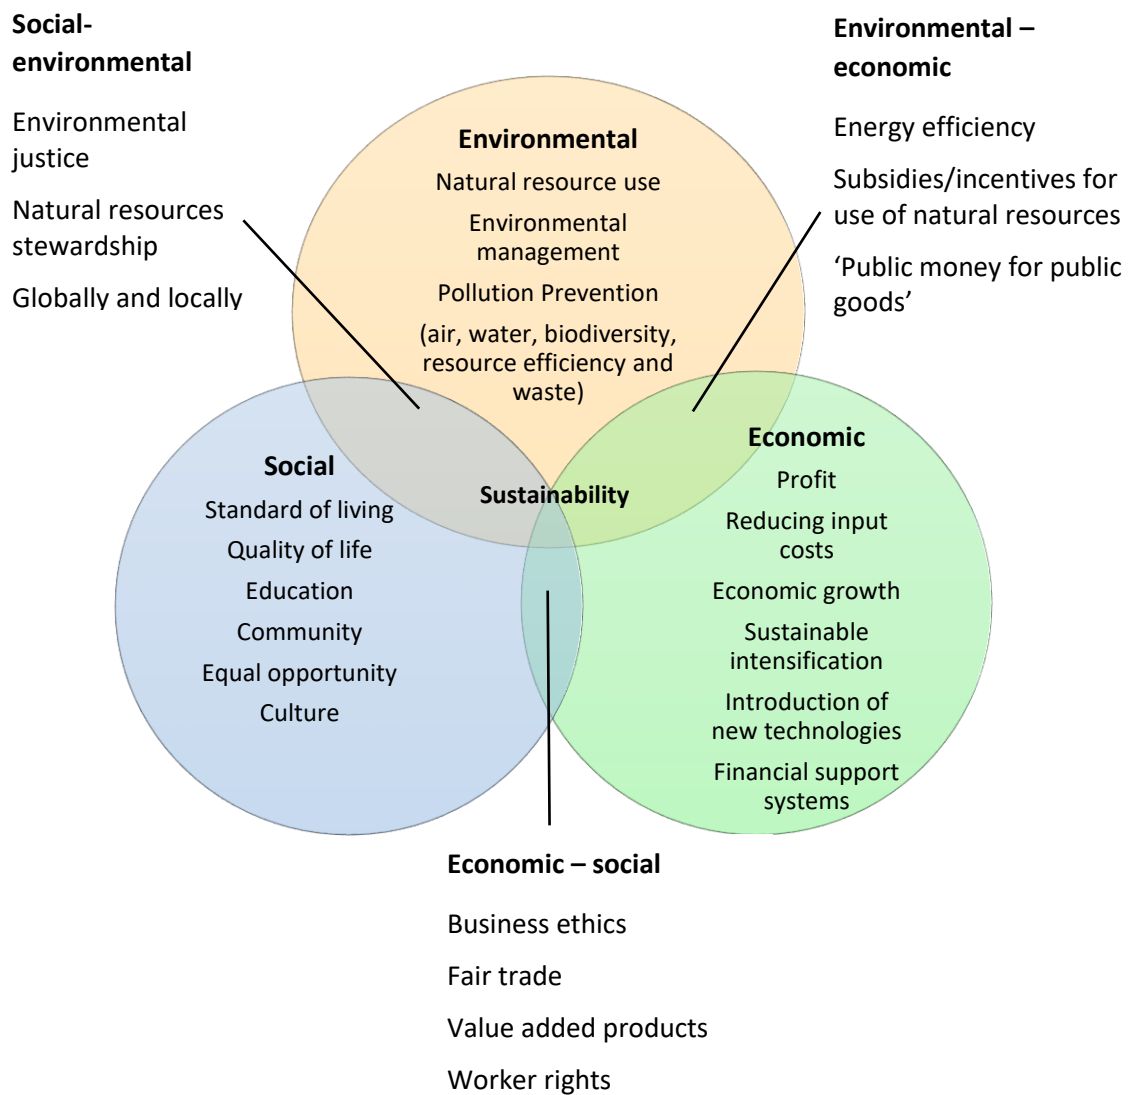 Social-
environmental
Environmental
justice
Natural resources
stewardship
Globally and locally
Environmental –
economic
Energy efficiency
Subsidies/incentives for
use of natural resources
‘Public money for public
goods’
Environmental
Natural resource use
Environmental
management
Pollution Prevention
(air, water, biodiversity,
resource efficiency and
waste)
Social
Standard of living
Quality of life
Education
Community
Equal opportunity
Culture
Sustainability
Economic
Profit
Reducing input
costs
Economic growth
Sustainable
intensification
Introduction of
new technologies
Financial support
systems
Economic – social
Business ethics
Fair trade
Value added products
Worker rights